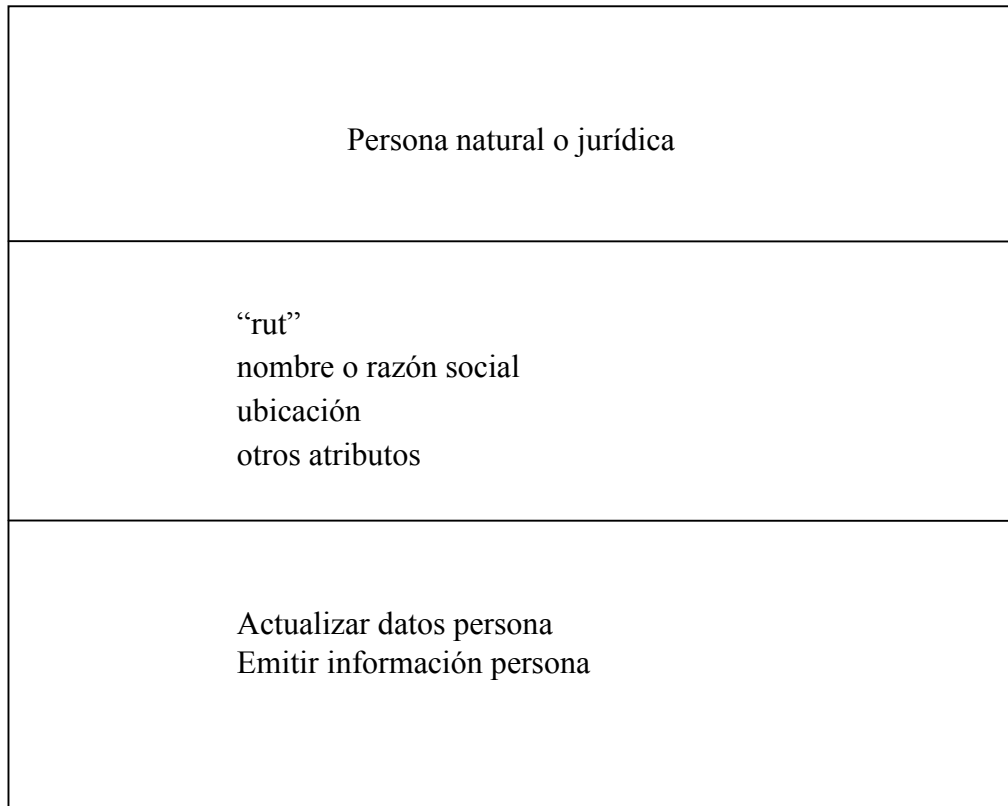 Persona natural o jurídica
“rut”
nombre o razón social
ubicación
otros atributos
Actualizar datos persona
Emitir información persona